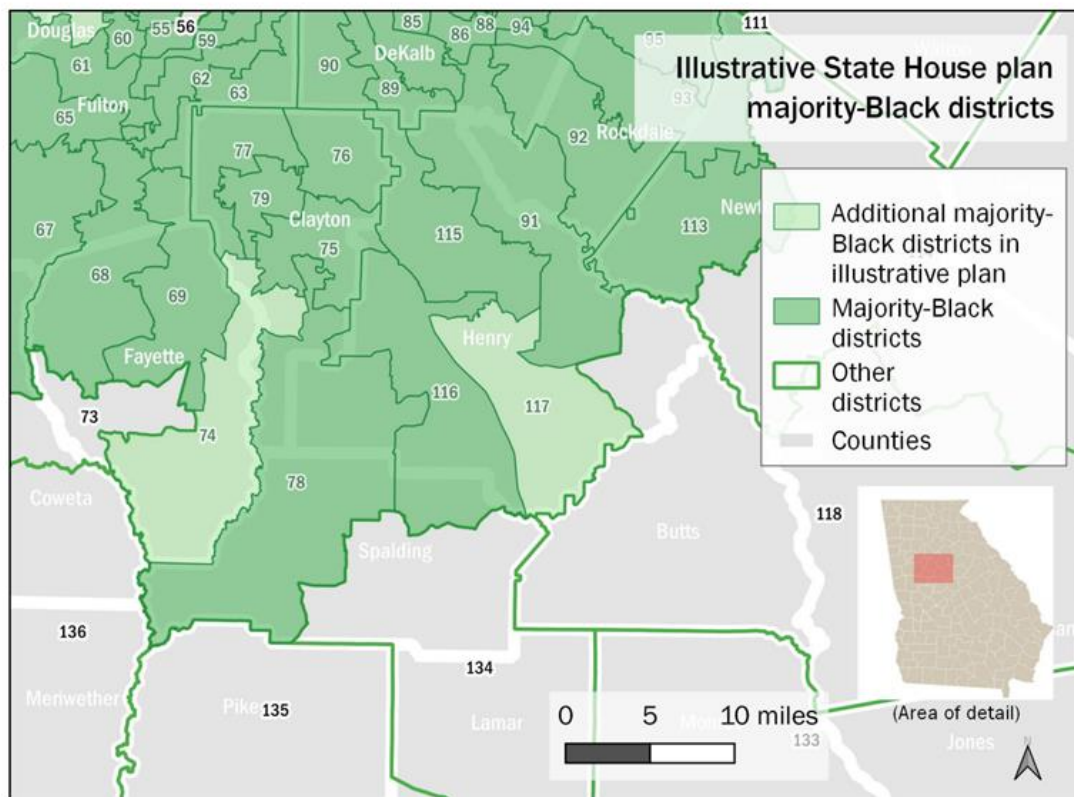 Illustrative State House plan
majority-Black districts
Douglas
60
55
56
59
85
86
88
94
111
DeKalb
95
61
62
90
89
63
Fulton
65
93
92
Rockdale
77
76
79
Clayton
67
75
115
91
113
68
69
Additional majority-
Black districts in
illustrative plan
Majority-Black
districts
Other
districts
Counties
Henry
Fayette
73
74
116
117
78
Coweta
118
Butts
Spalding
136
134
Meriwether
Pike
135
Lamar
133
Jones
0 5 10 miles
(Area of detail)
N